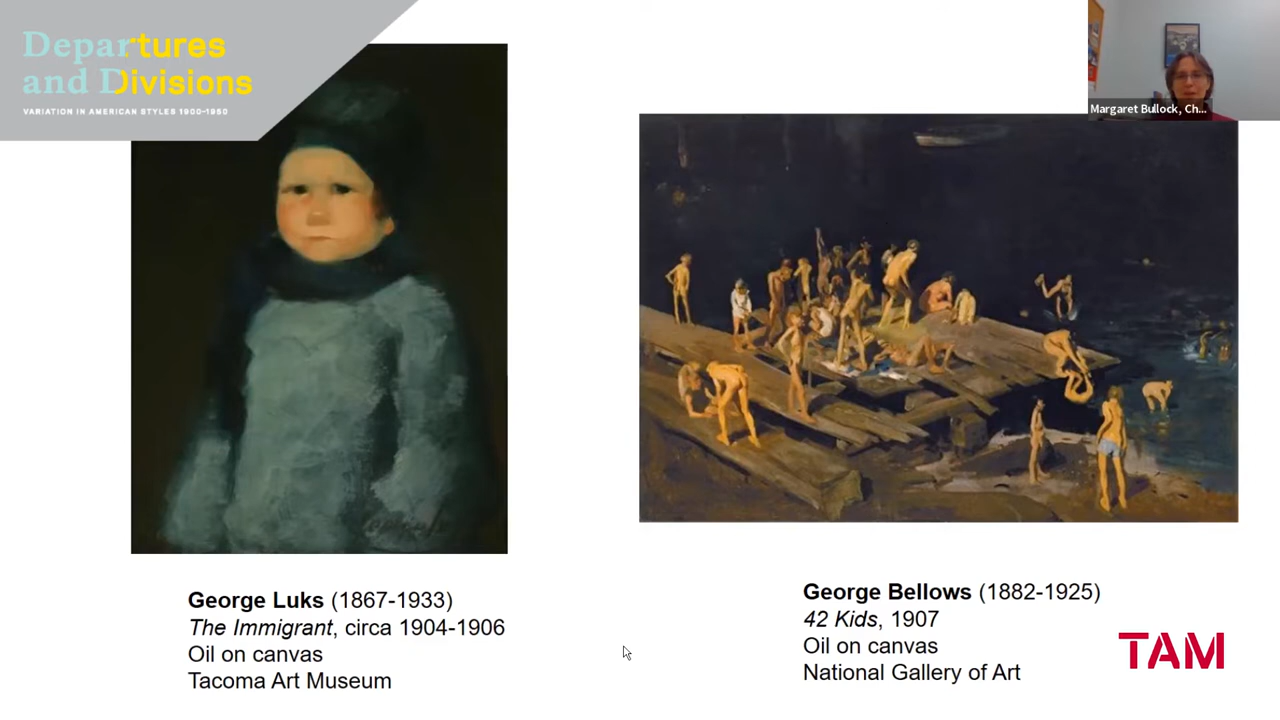 Departures
and Divisions
VARIATION IN AMERICAN STYLES 1900-1950
Margaret Bullock, Ch...
George Luks (1867-1933)
The Immigrant, circa 1904-1906
Oil on canvas
Tacoma Art Museum
George Bellows (1882-1925)
42 Kids, 1907
Oil on canvas
National Gallery of Art
TAM